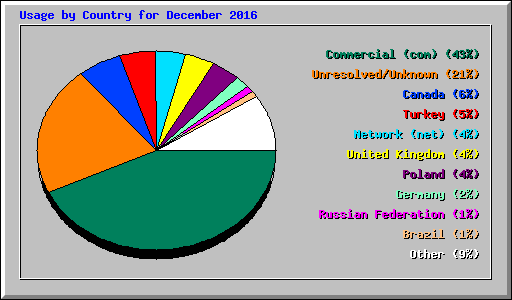 Usage by Country for December 2016
Commercial (com) (43%)
Unresolved/Unknown (21%)
Canada (6%)
Turkey (5%)
Network (net) (4%)
United Kingdom (4%)
Poland (4%)
Germany (2%)
Russian Federation (1%)
Brazil (1%)
Other (9%)